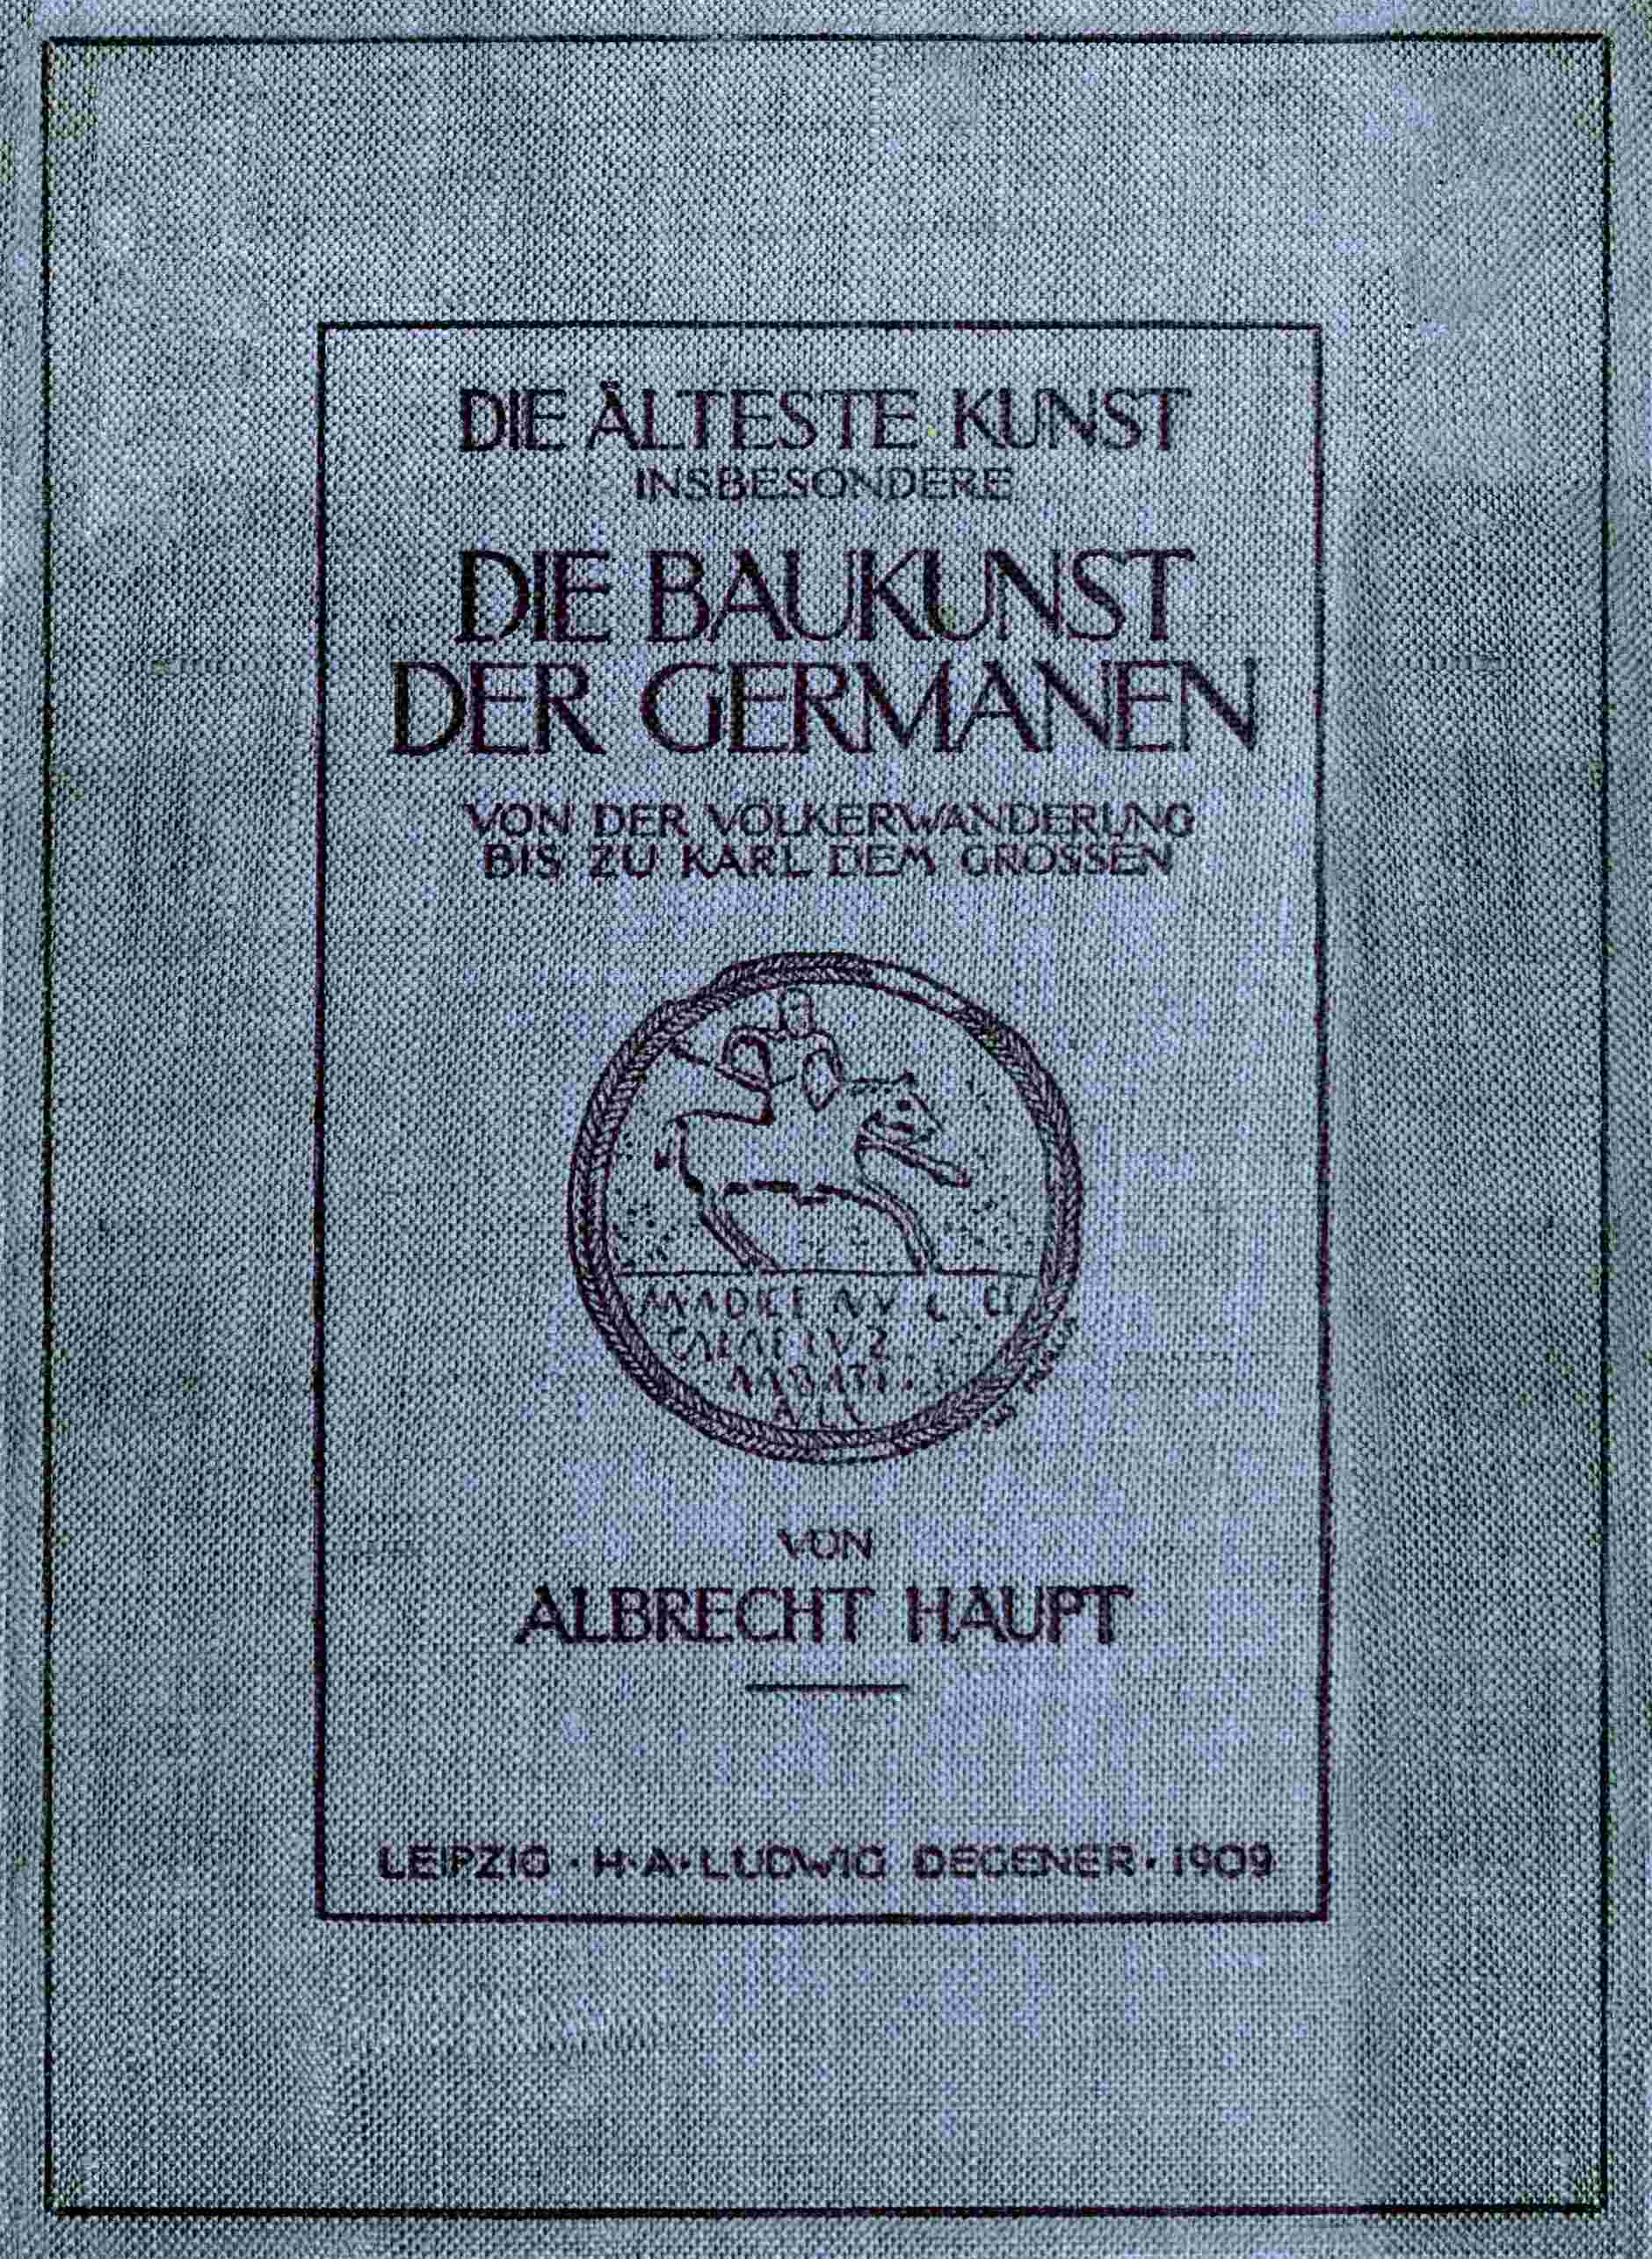 DIE ÄLTESTE KUNST
INSBESONDERE
DIE BAUKUNST
DER GERMANEN
VON DER VÖLKERWANDERUNG
BIS ZU KARL DEM GROSSEN
VON
ALBRECHT HAUPT
LEIPZIG · H·A·LUDWIG DEGENER · 1909